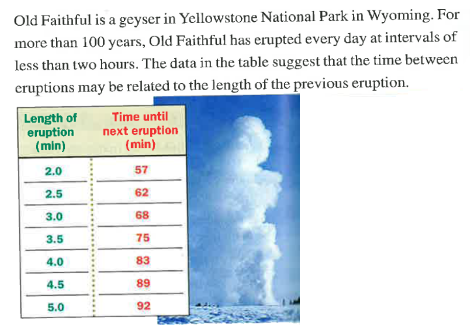 Old Faithful is a geyser in Yellowstone National Park in Wyoming. For
more than 100 years, Old Faithful has erupted every day at intervals of
less than two hours. The data in the table suggest that the time between
eruptions may be related to the length of the previous eruption.
Length of eruption (min) Time until next eruption (min)
2.0 57
2.5 62
3.0 68
3.5 75
4.0 83
4.5 89
5.0 92